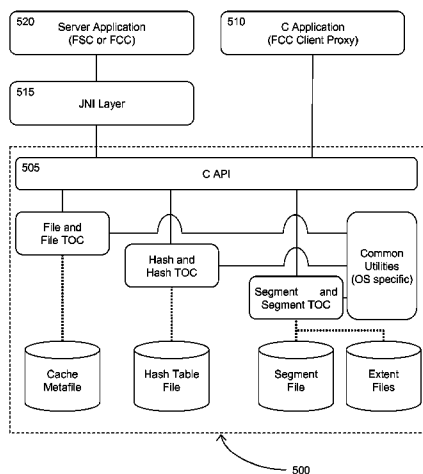 520
Server Application
(FSC or FCC)
510
C Application
(FCC Client Proxy)
515
JNI Layer
505
C API
File and
File TOC
Hash and
Hash TOC
Segment and
Segment TOC
Common
Utilities
(OS specific)
Cache
Metafile
Hash Table
File
Segment
File
Extent
Files
500